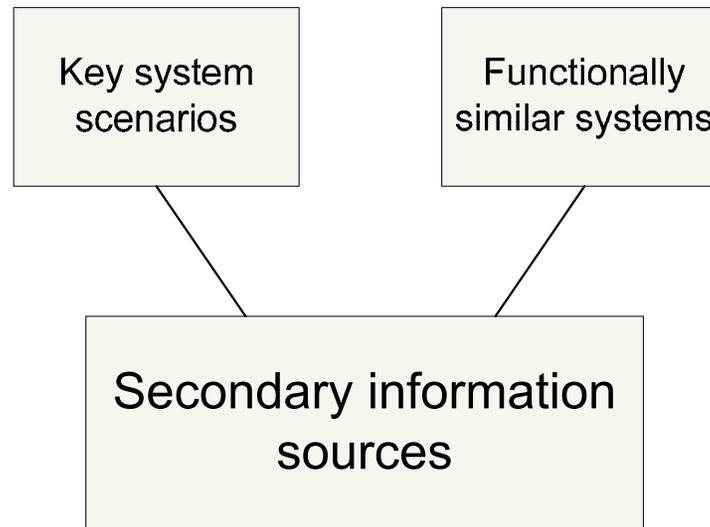 Key system
scenarios
Functionally
similar systems
Secondary information
sources